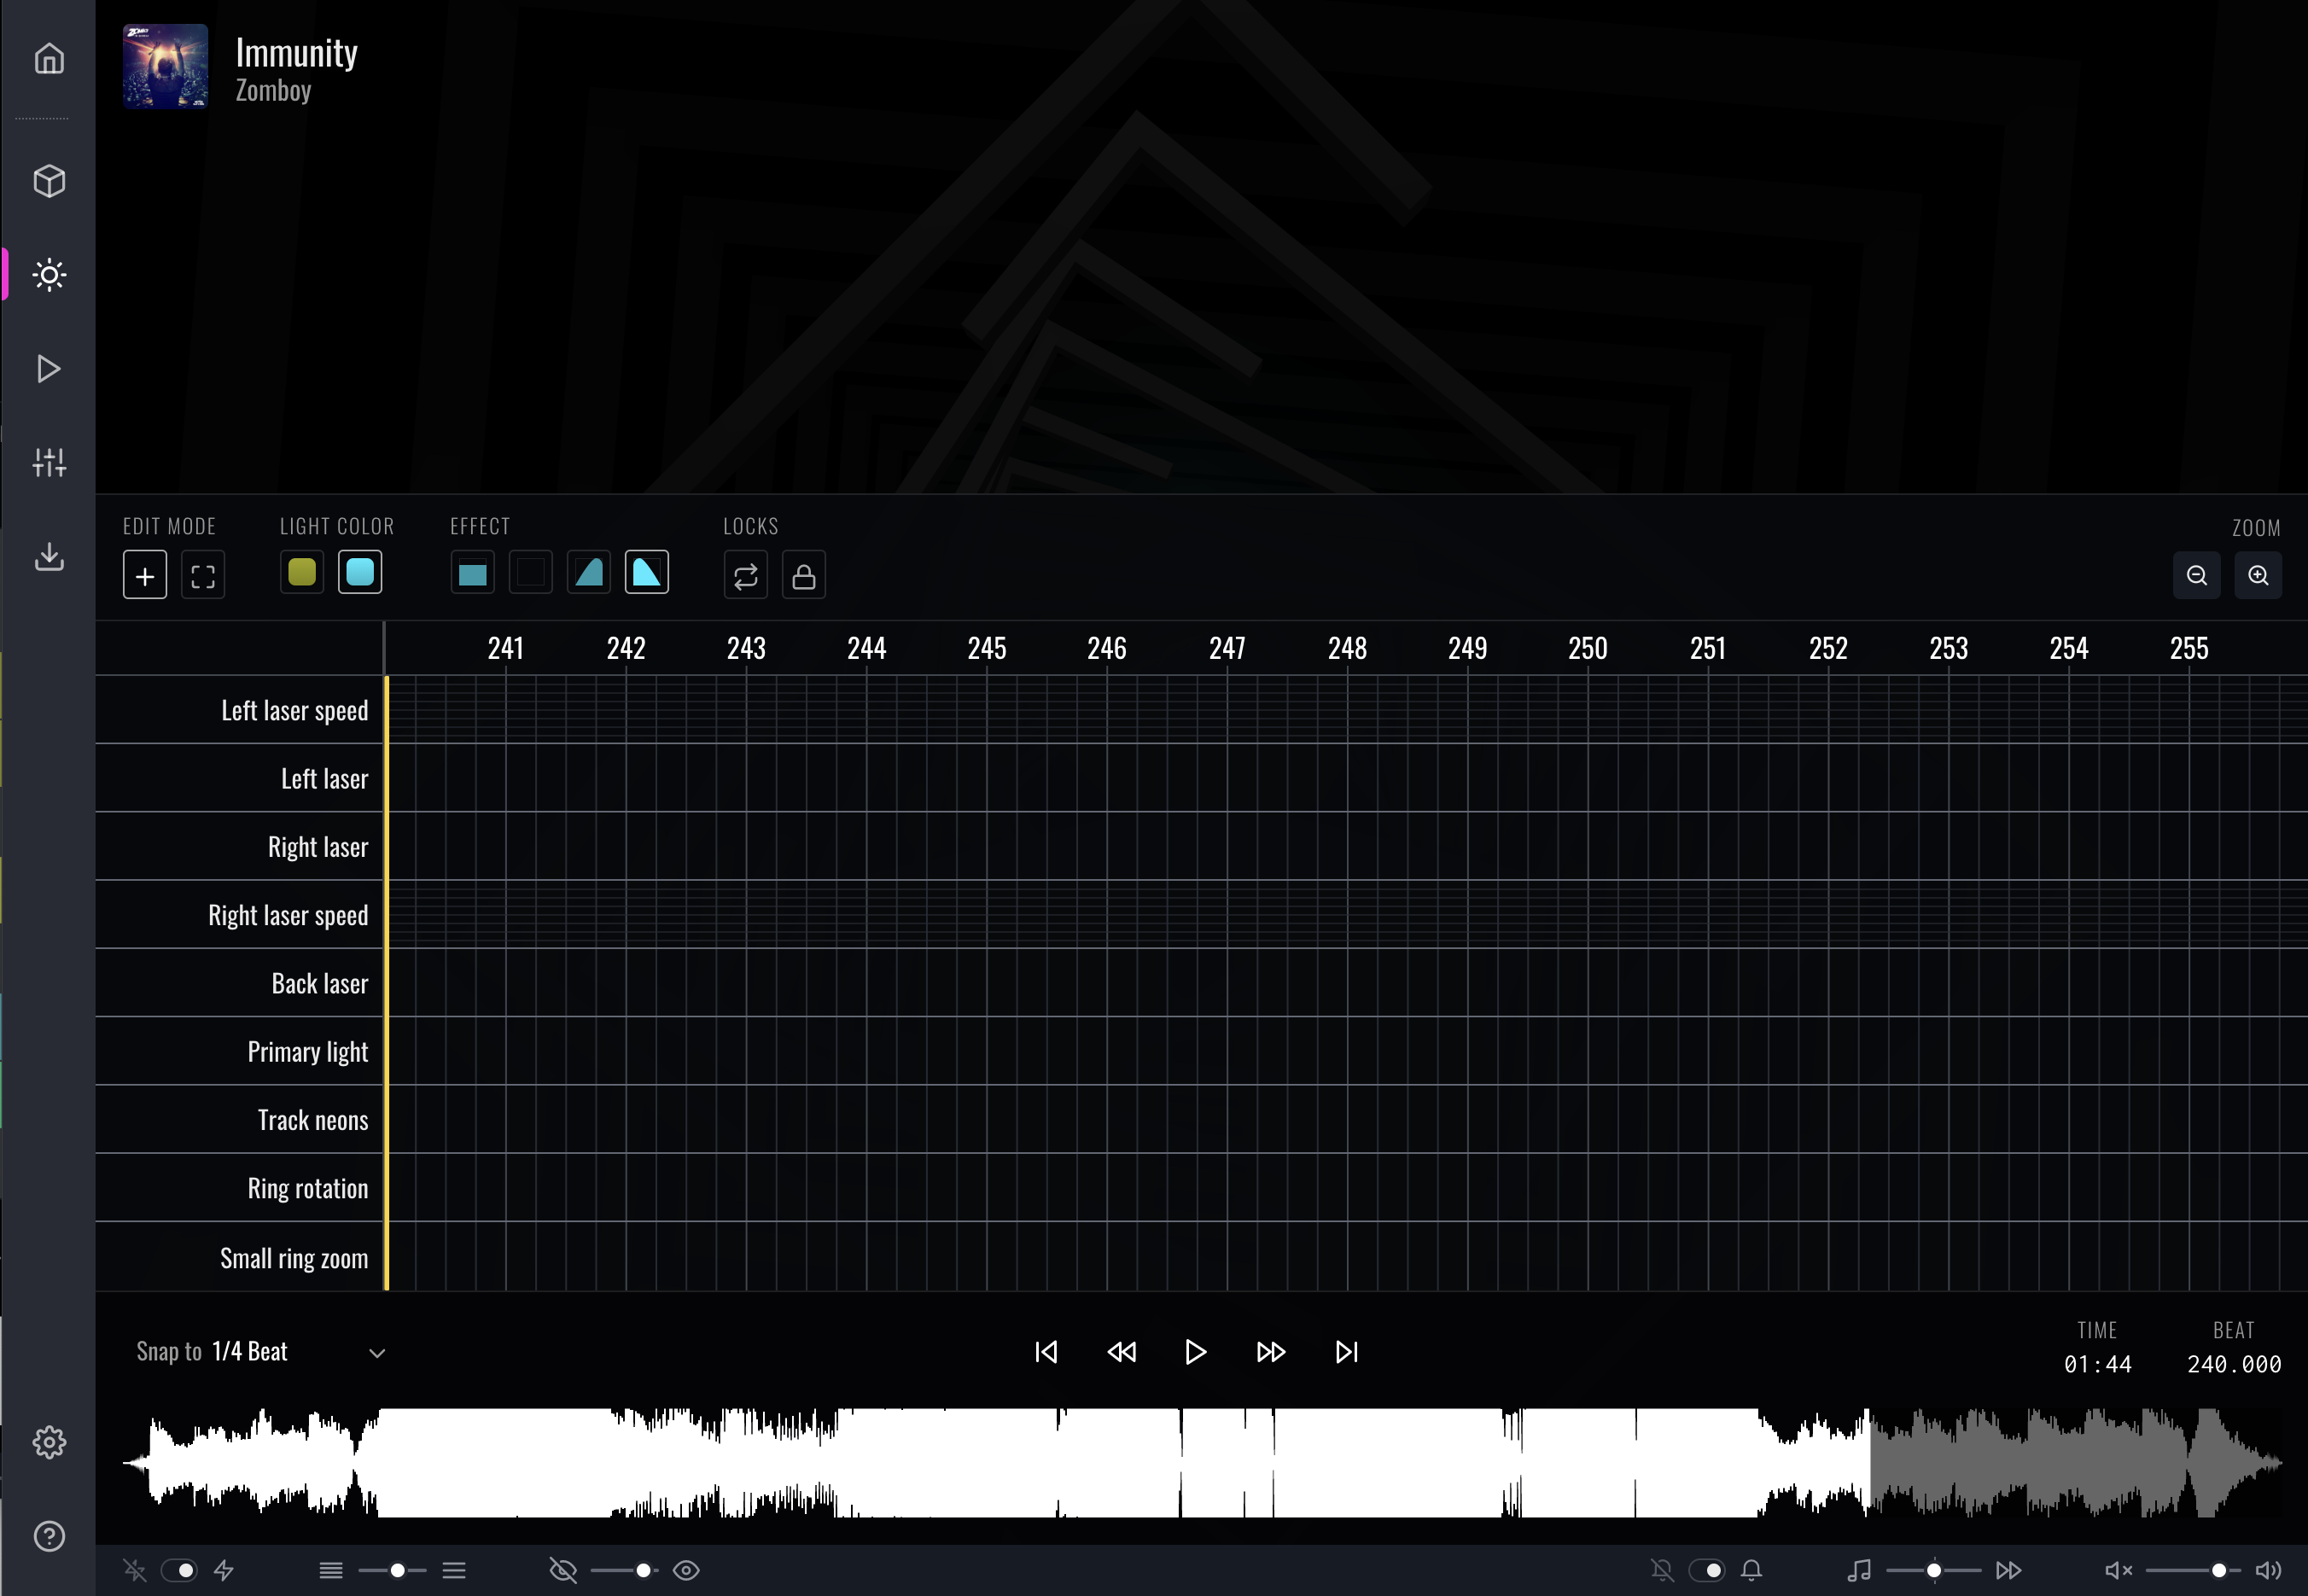 Immunity
Zomboy
EDIT MODE
LIGHT COLOR
EFFECT
LOCKS
ZOOM
241 242 243 244 245 246 247 248 249 250 251 252 253 254 255
Left laser speed
Left laser
Right laser
Right laser speed
Back laser
Primary light
Track neons
Ring rotation
Small ring zoom
Snap to 1/4 Beat
TIME
01:44
BEAT
240.000